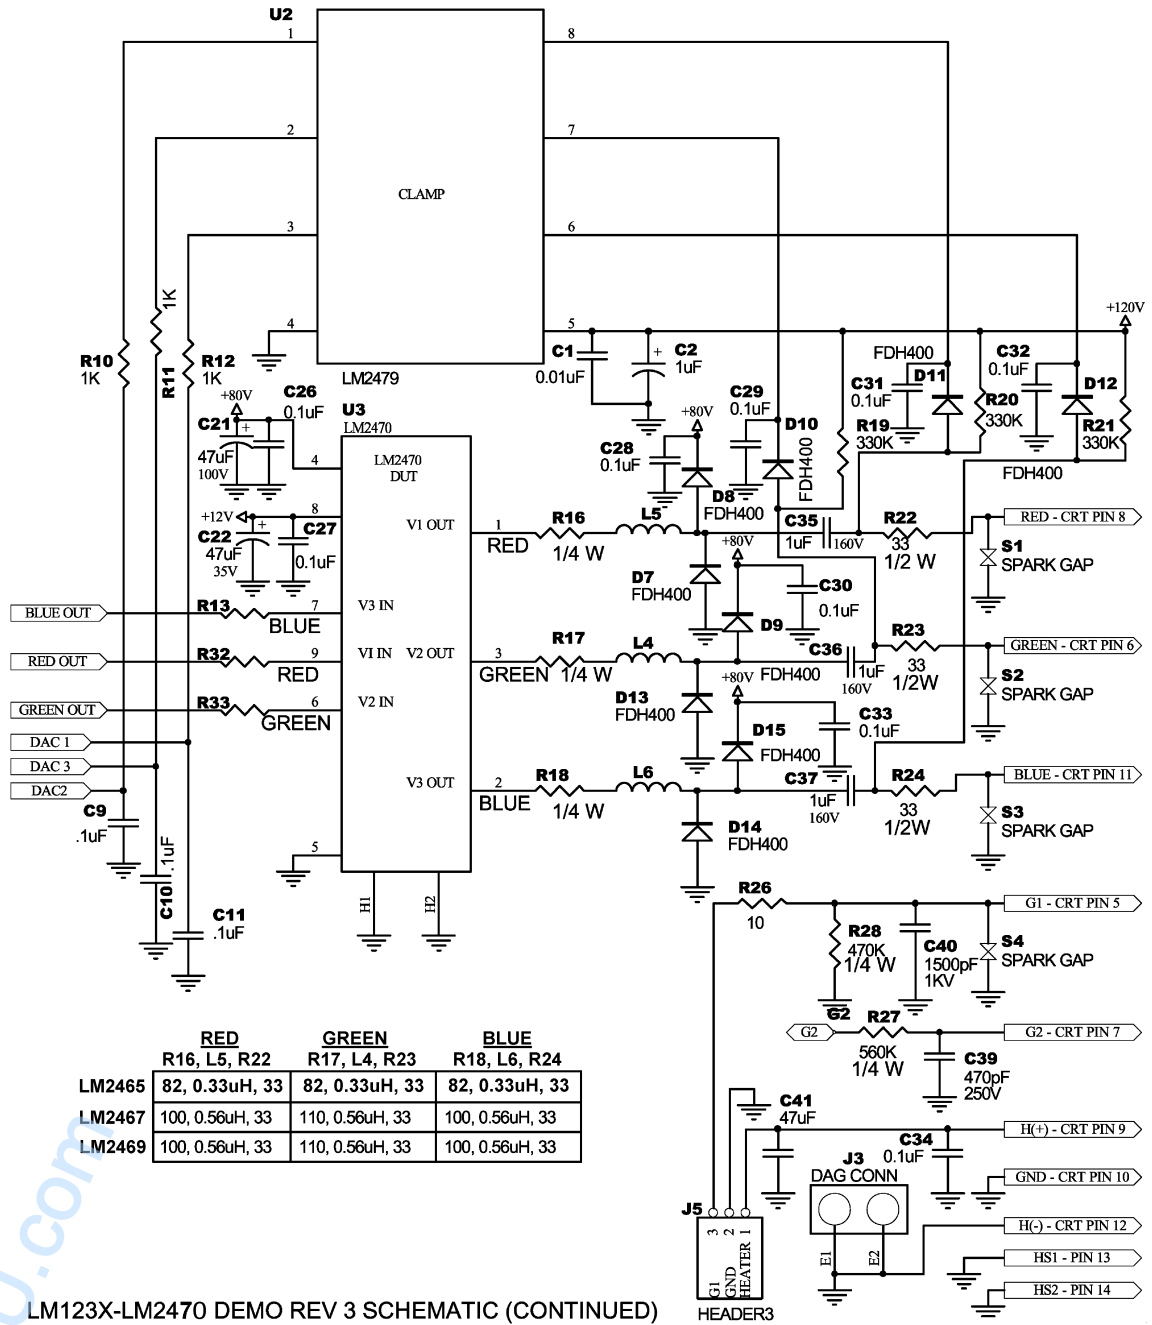 U2
1
8
2
7
CLAMP
3
6
1K
4
5
+120V
R10
1K
R11
R12
1K
LM2479
C1
0.01uF
+
C2
1uF
FDH400
C31
0.1uF
D11
C32
0.1uF
D12
R20
330K
R21
330K
FDH400
+80V
C21
+
47uF
100V
C26
0.1uF
U3
LM2470
4
LM2470
DUT
+80V
C28
0.1uF
C29
0.1uF
D10
FDH400
R19
330K
D8
FDH400
+12V
8
C22
+
47uF
35V
C27
0.1uF
V1 OUT
1
RED
R16
1/4 W
L5
C35
1uF
160V
R22
33
1/2 W
RED - CRT PIN 8
S1
SPARK GAP
+80V
D7
FDH400
C30
0.1uF
D9
BLUE OUT
R13
7
BLUE
V3 IN
RED OUT
R32
9
RED
V1 IN
V2 OUT
3
GREEN
R17
1/4 W
L4
FDH400
C36
1uF
160V
R23
33
1/2W
GREEN - CRT PIN 6
S2
SPARK GAP
GREEN OUT
R33
6
GREEN
V2 IN
+80V
D13
FDH400
D15
FDH400
C33
0.1uF
DAC 1
DAC 3
DAC2
V3 OUT
2
BLUE
R18
1/4 W
L6
C37
1uF
160V
R24
33
1/2W
BLUE - CRT PIN 11
S3
SPARK GAP
C9
.1uF
D14
FDH400
5
C10
.1uF
C11
.1uF
H1
H2
R26
10
G1 - CRT PIN 5
R28
470K
1/4 W
C40
1500pF
1KV
S4
SPARK GAP
G2
G2
R27
560K
1/4 W
G2 - CRT PIN 7
C39
470pF
250V
RED GREEN BLUE
R16, L5, R22 R17, L4, R23 R18, L6, R24
LM2465 82, 0.33uH, 33 82, 0.33uH, 33 82, 0.33uH, 33
LM2467 100, 0.56uH, 33 110, 0.56uH, 33 100, 0.56uH, 33
LM2469 100, 0.56uH, 33 110, 0.56uH, 33 100, 0.56uH, 33
C41
47uF
C34
0.1uF
H(+) - CRT PIN 9
J3
DAG CONN
GND - CRT PIN 10
J5
3
2
1
G1
GND
HEATER
HEADER3
E1
E2
H(-) - CRT PIN 12
HS1 - PIN 13
HS2 - PIN 14
LM123X-LM2470 DEMO REV 3 SCHEMATIC (CONTINUED)
U.com